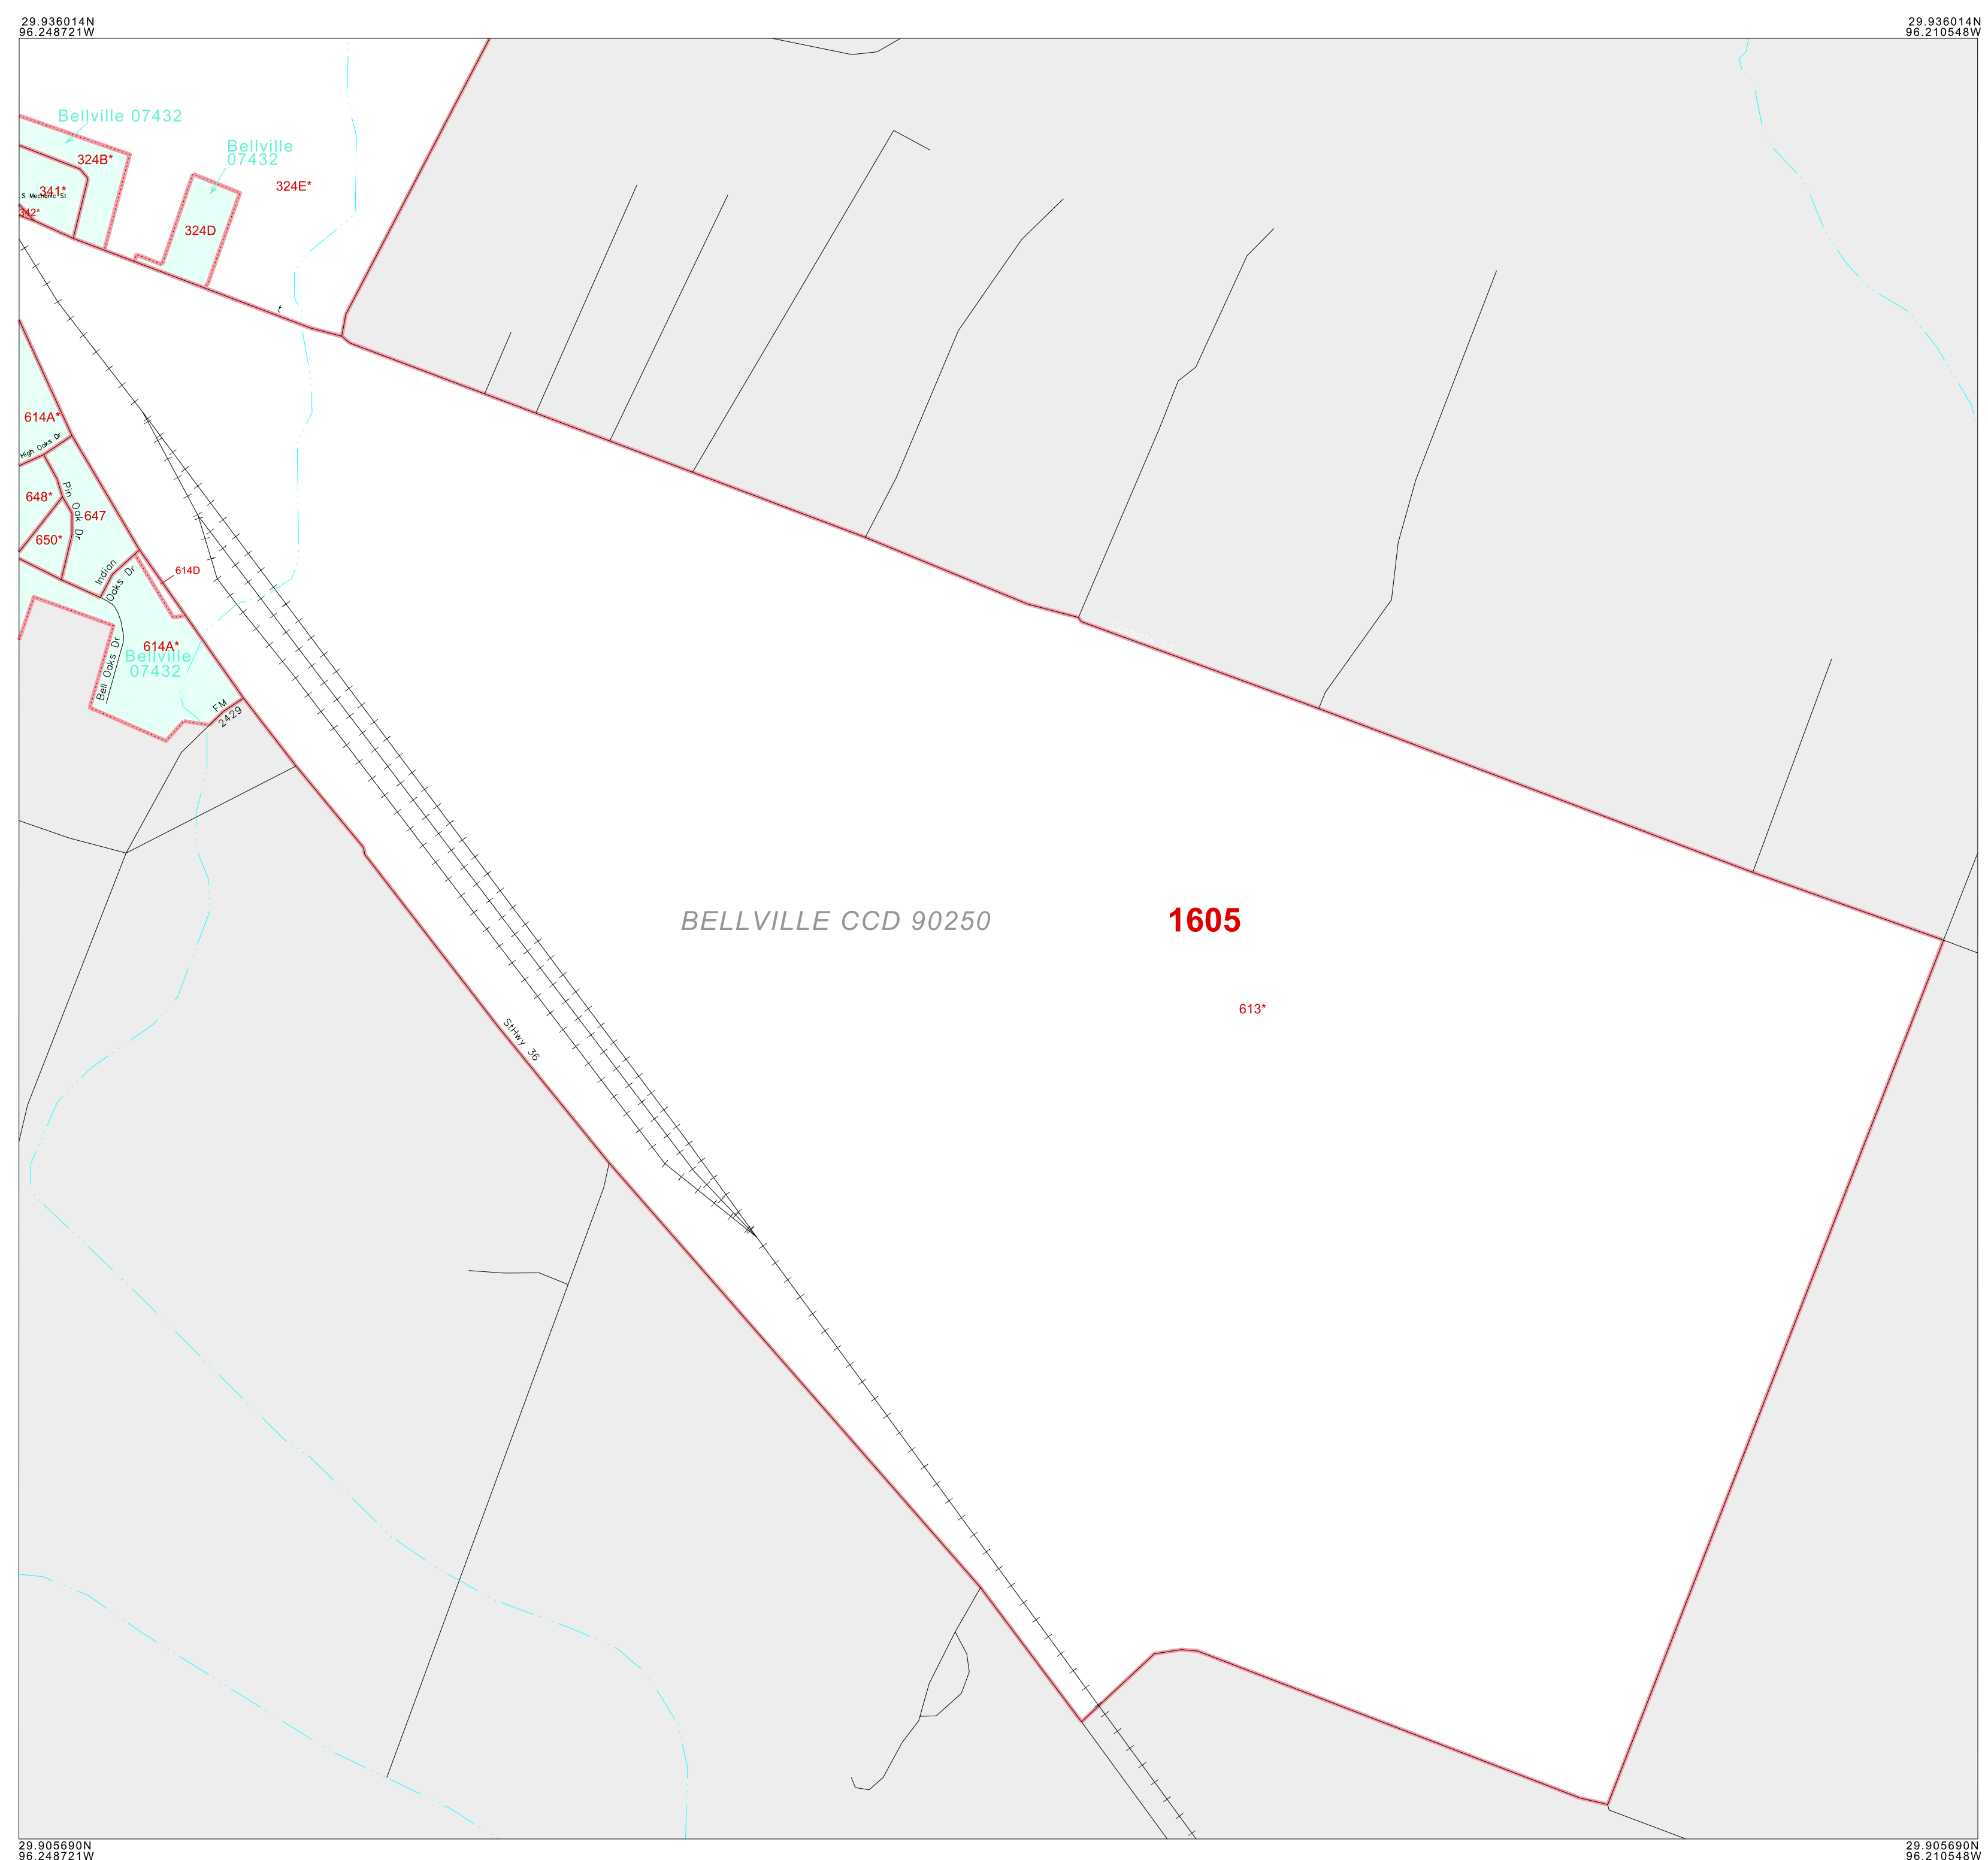 29.936014N
96.248721W
29.936014N
96.210548W
Bellville 07432
Bellville
07432
324B*
324E*
341*
S Mechanic St
342*
324D
t
614A*
High Oaks Dr
648*
Pin Oak Dr
647
650*
Indian
Oaks Dr
614D
614A*
Bellville
07432
Bell Oaks Dr
FM
2429
BELLVILLE CCD 90250
1605
613*
StHwy 36
29.905690N
96.248721W
29.905690N
96.210548W